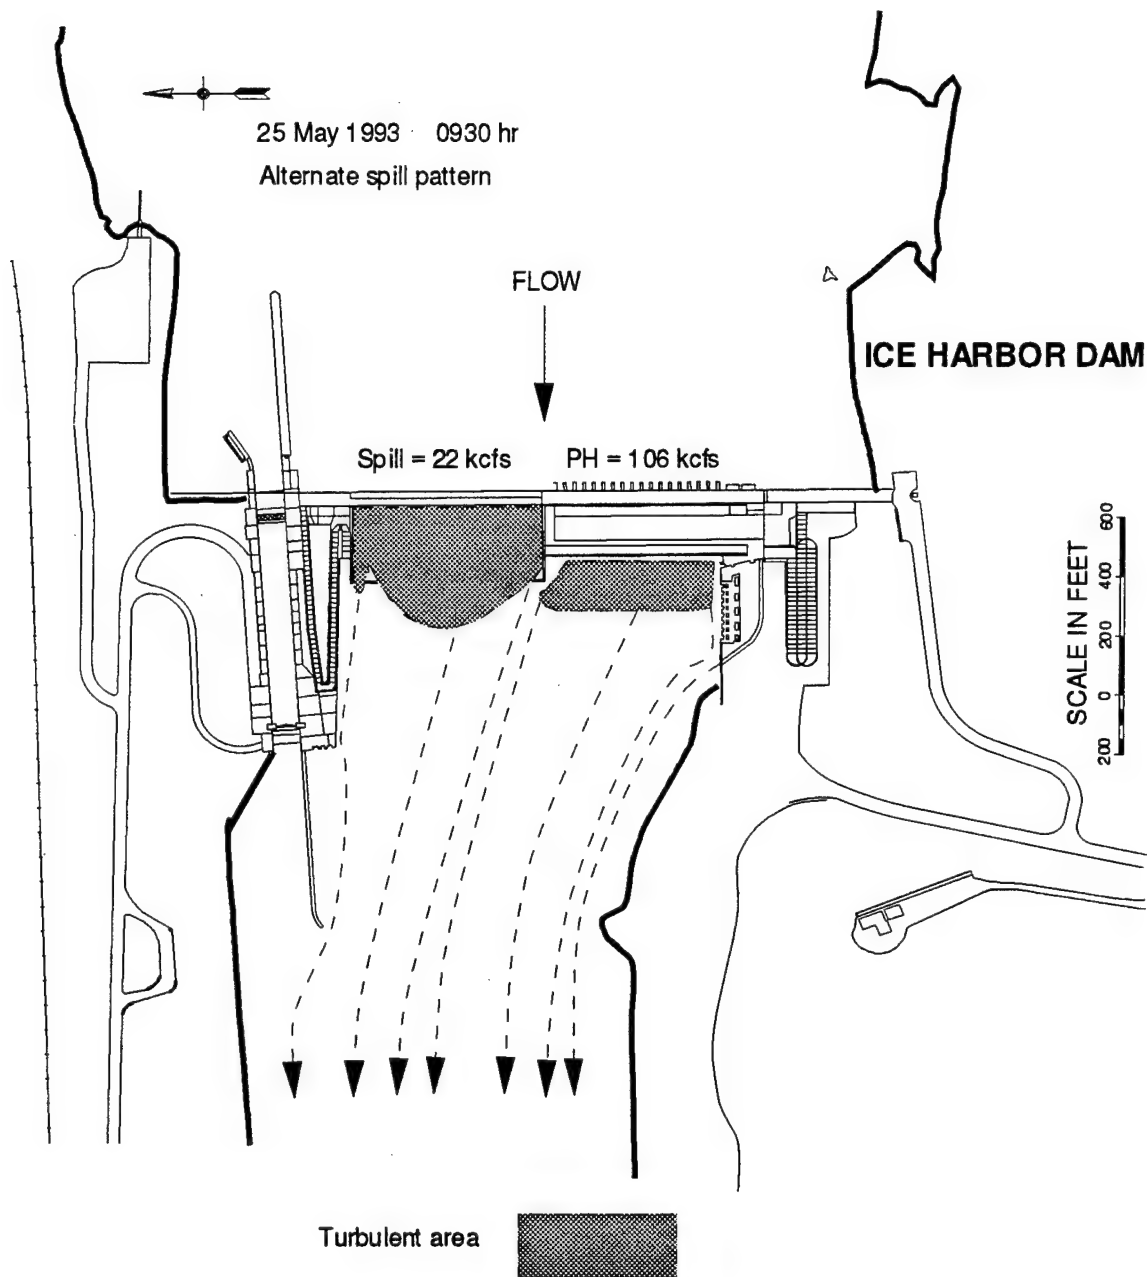 25 May 1993 0930 hr
Alternate spill pattern
FLOW
ICE HARBOR DAM
Spill = 22 kcfs PH = 106 kcfs
SCALE IN FEET
600
400
200
0
200
Turbulent area